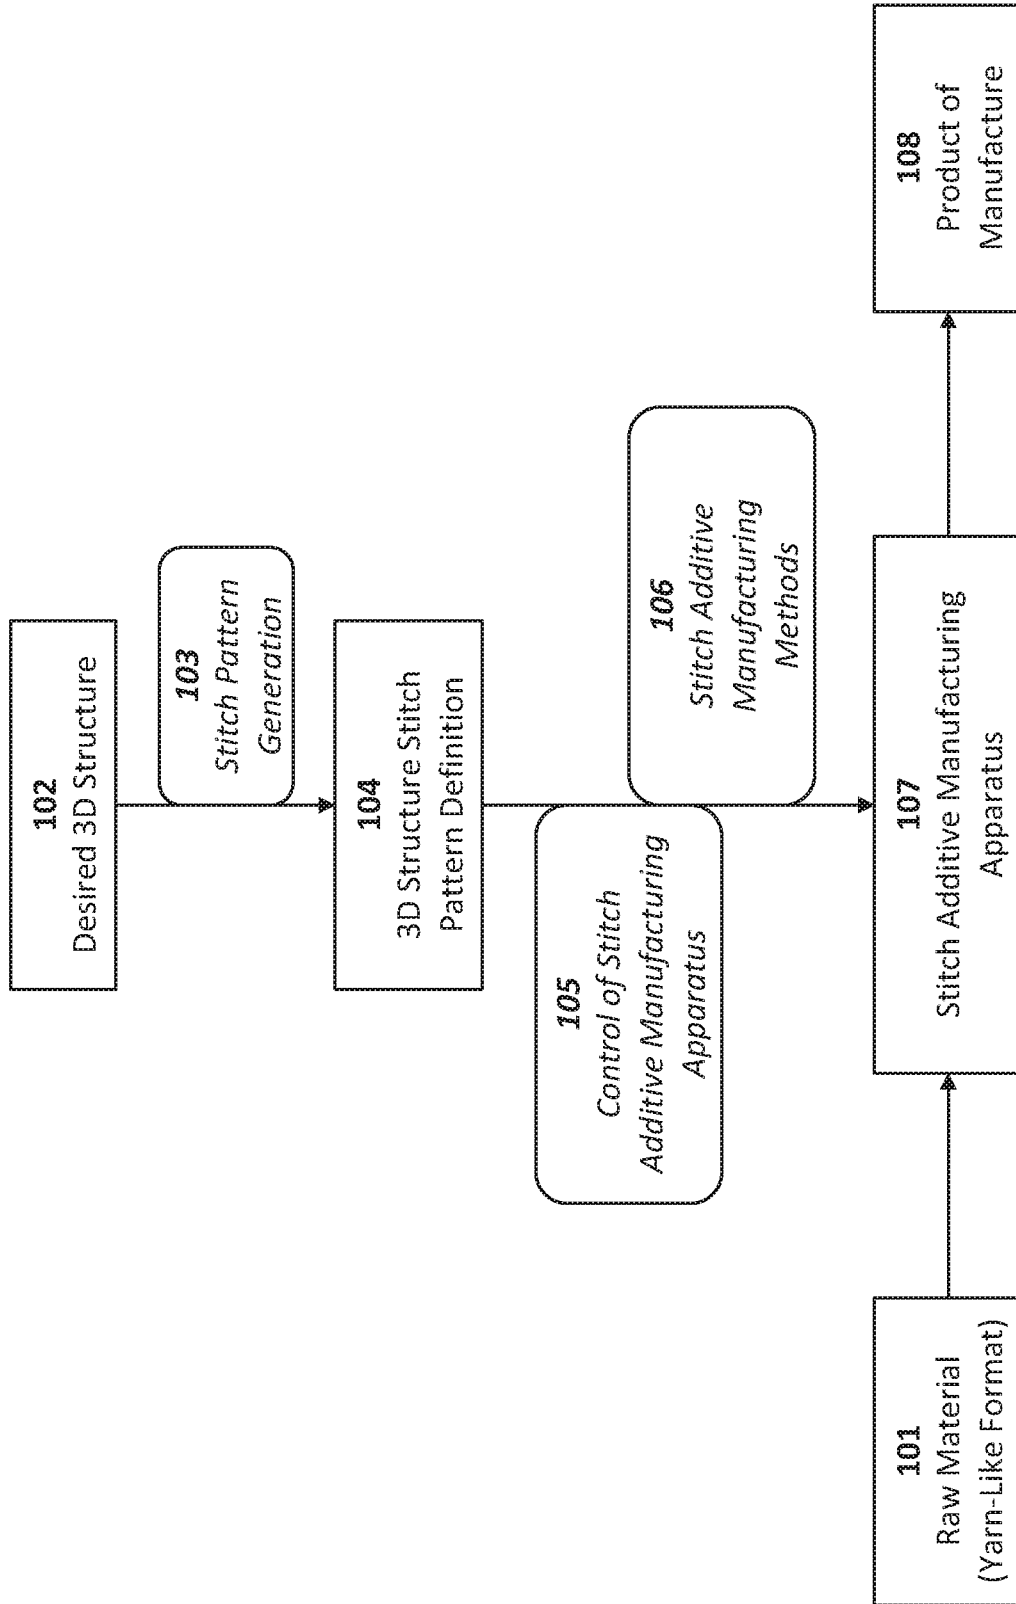 102
Desired 3D Structure
103
Stitch Pattern
Generation
104
3D Structure Stitch
Pattern Definition
105
Control of Stitch
Additive Manufacturing
Apparatus
106
Stitch Additive
Manufacturing
Methods
101
Raw Material
(Yarn-Like Format)
107
Stitch Additive Manufacturing
Apparatus
108
Product of
Manufacture